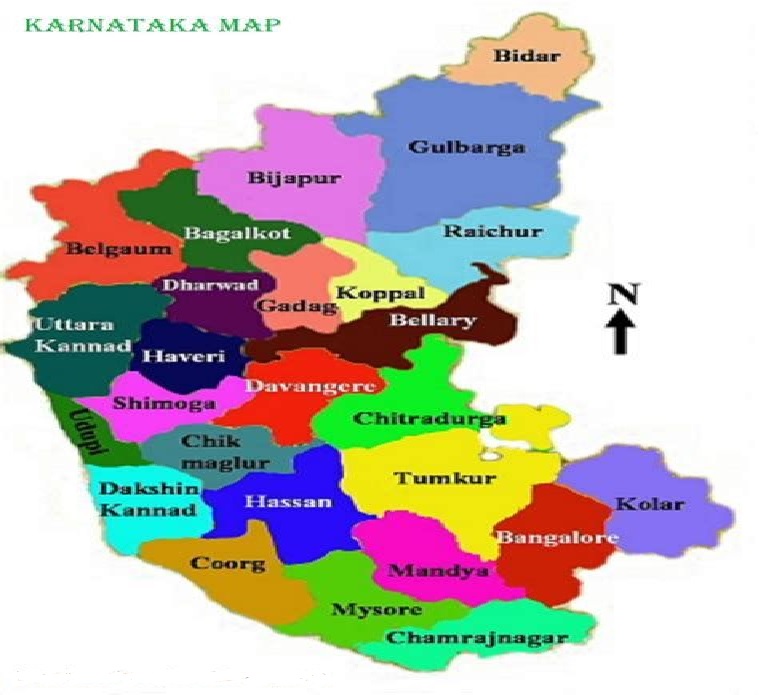 KARNATAKA MAP
Bidar
Gulbarga
Bijapur
Raichur
Bagalkot
Belgaum
Dharwad
Koppal
Gadag
N
Bellary
Uttara
Kannad
Haveri
Davangere
Shimoga
Chitradurga
Udupi
Chik
maglur
Tumkur
Dakshin
Kannad
Hassan
Kolar
Bangalore
Coorg
Mandya
Mysore
Chamrajnagar